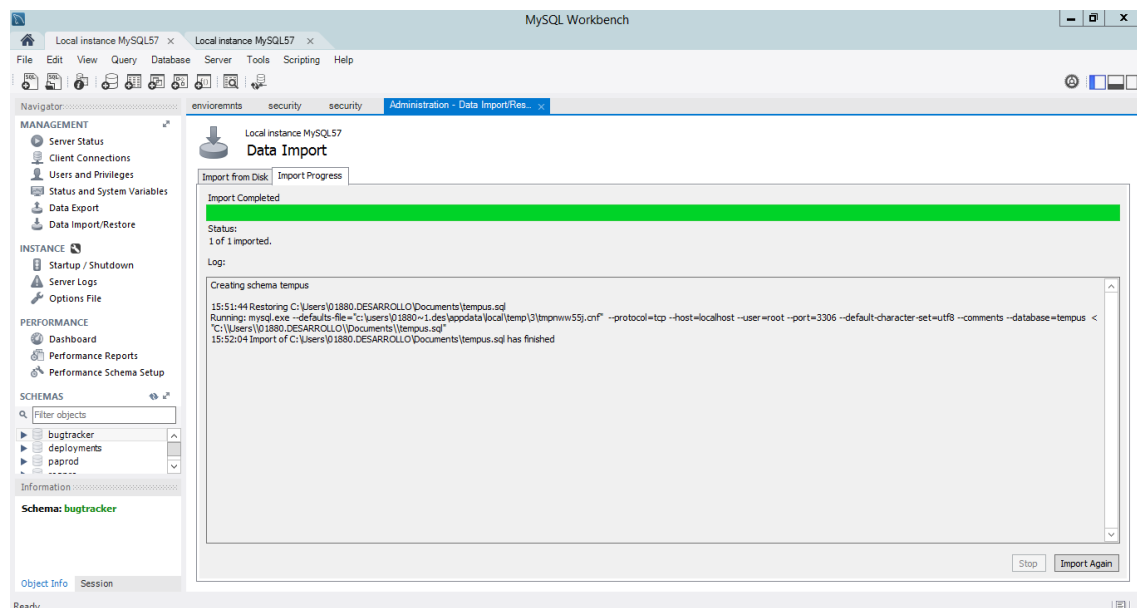 MySQL Workbench
Local instance MySQL57 × Local instance MySQL57 ×
File Edit View Query Database Server Tools Scripting Help
Navigator
envioremnts security security Administration - Data Import/Res... ×
MANAGEMENT
Server Status
Client Connections
Users and Privileges
Status and System Variables
Data Export
Data Import/Restore
INSTANCE
Startup / Shutdown
Server Logs
Options File
PERFORMANCE
Dashboard
Performance Reports
Performance Schema Setup
SCHEMAS
Filter objects
bugtracker
deployments
paprod
Information
Schema: bugtracker
Object Info Session
Ready
Local instance MySQL57
Data Import
Import from Disk Import Progress
Import Completed
Status:
1 of 1 imported.
Log:
Creating schema tempus
15:51:44 Restoring C:\Users\01880.DESARROLLO\Documents\tempus.sql
Running: mysql.exe --defaults-file="c:\users\01880~1.des\appdata\local\temp\3\tmpnww55j.cnf" --protocol=tcp --host=localhost --user=root --port=3306 --default-character-set=utf8 --comments --database=tempus <
"C:\\Users\\01880.DESARROLLO\\Documents\\tempus.sql"
15:52:04 Import of C:\Users\01880.DESARROLLO\Documents\tempus.sql has finished
Stop Import Again